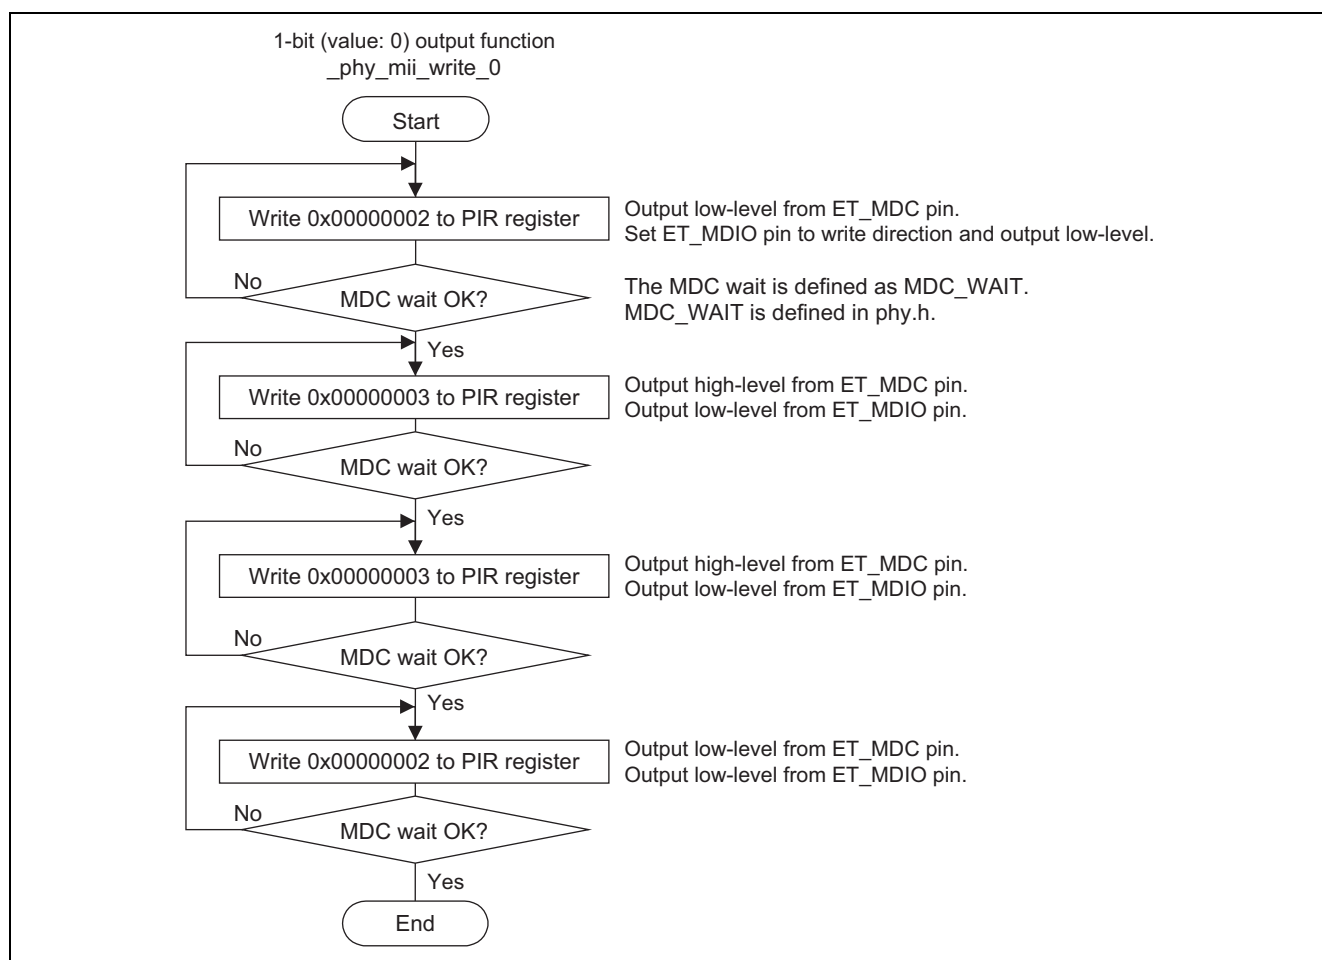 1-bit (value: 0) output function
_phy_mii_write_0
Start
Write 0x00000002 to PIR register
Output low-level from ET_MDC pin.
Set ET_MDIO pin to write direction and output low-level.
No
MDC wait OK?
The MDC wait is defined as MDC_WAIT.
MDC_WAIT is defined in phy.h.
Yes
Write 0x00000003 to PIR register
Output high-level from ET_MDC pin.
Output low-level from ET_MDIO pin.
No
MDC wait OK?
Yes
Write 0x00000003 to PIR register
Output high-level from ET_MDC pin.
Output low-level from ET_MDIO pin.
No
MDC wait OK?
Yes
Write 0x00000002 to PIR register
Output low-level from ET_MDC pin.
Output low-level from ET_MDIO pin.
No
MDC wait OK?
Yes
End